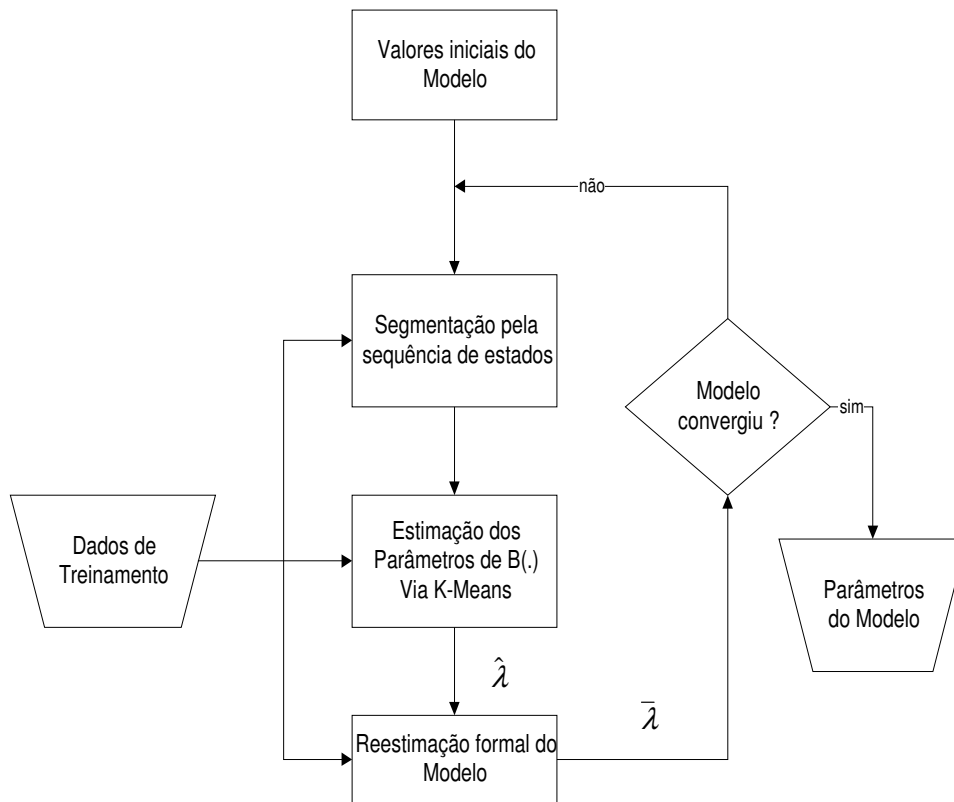 Valores iniciais do
Modelo
não
Segmentação pela
sequência de estados
Modelo
convergiu ?
sim
Dados de
Treinamento
Estimação dos
Parâmetros de B(.)
Via K-Means
Parâmetros
do Modelo
λ̂
λ̄
Reestimação formal do
Modelo